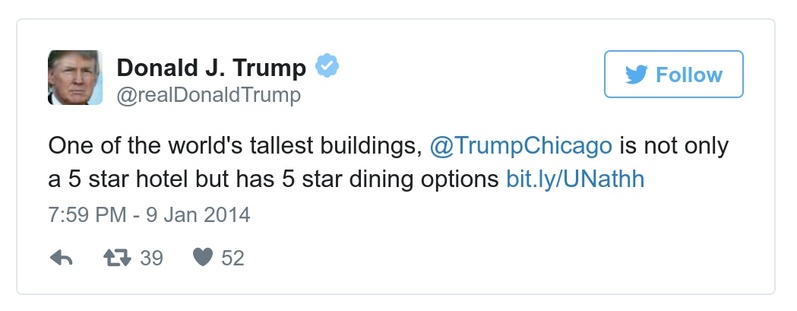 Donald J. Trump
@realDonaldTrump
Follow
One of the world's tallest buildings, @TrumpChicago is not only
a 5 star hotel but has 5 star dining options bit.ly/UNathh
7:59 PM - 9 Jan 2014
39 52